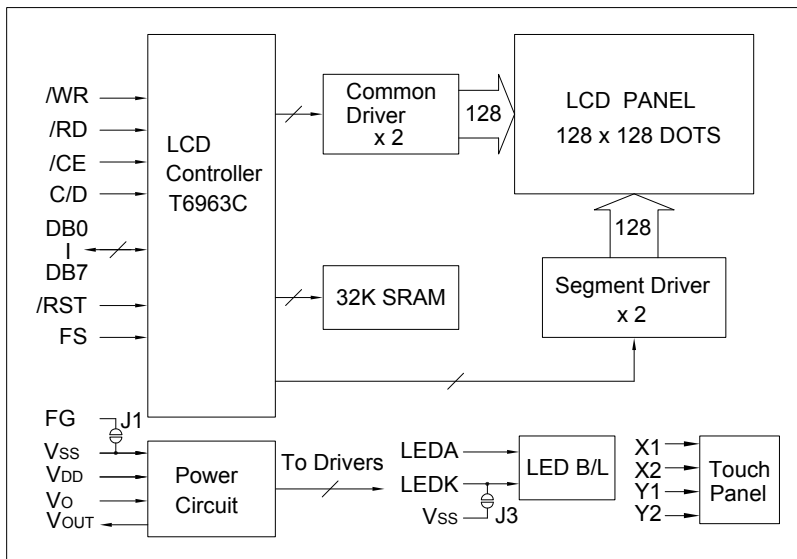 /WR
/RD
/CE
C/D
DB0
DB7
/RST
FS
LCD
Controller
T6963C
Common
Driver
x 2
128
LCD PANEL
128 x 128 DOTS
128
Segment Driver
x 2
32K SRAM
FG
J1
VSS
VDD
VO
VOUT
Power
Circuit
To Drivers
LEDA
LEDK
VSS
J3
LED B/L
X1
X2
Y1
Y2
Touch
Panel